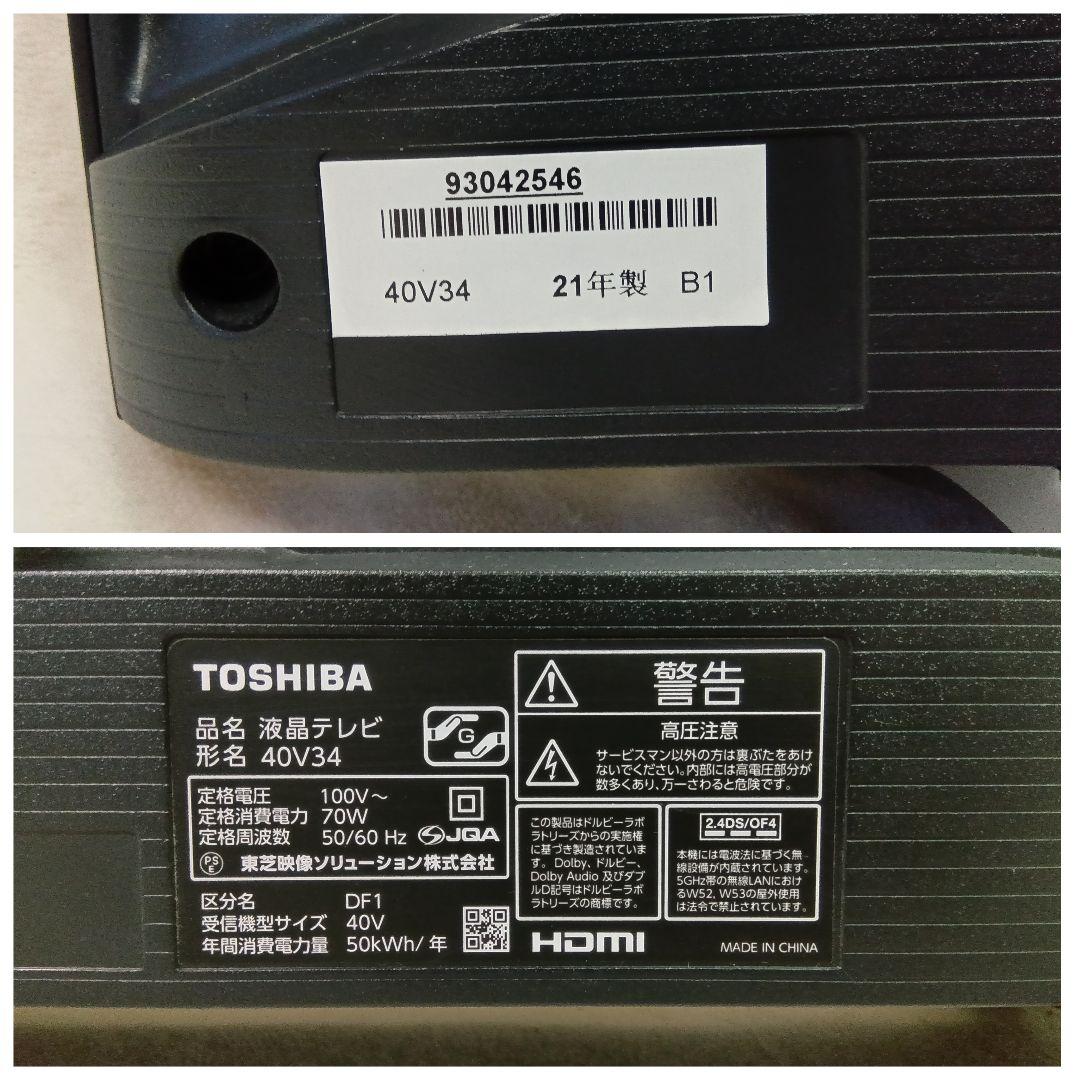 93042546
40V34 21年製 B1
TOSHIBA
品名 液晶テレビ
形名 40V34
G
定格電圧 100V～
定格消費電力 70W
定格周波数 50/60 Hz JQA
PS
E 東芝映像ソリューション株式会社
区分名 DF1
受信機型サイズ 40V
年間消費電力量 50kWh/年
警告
高圧注意
サービスマン以外の方は裏ぶたをあけ
ないでください。内部には高電圧部分が
数多くあり、万一さわると危険です。
この製品はドルビーラボ
ラトリーズからの実施権
に基づき製造されていま
す。Dolby、ドルビー、
Dolby Audio 及びダブ
ルD記号はドルビーラボ
ラトリーズの商標です。
2.4DS/OF4
本機には電波法に基づく無
線設備が内蔵されています。
5GHz帯の無線LANにおけ
るW52、W53の屋外使用
は法令で禁止されています。
HDMI
MADE IN CHINA